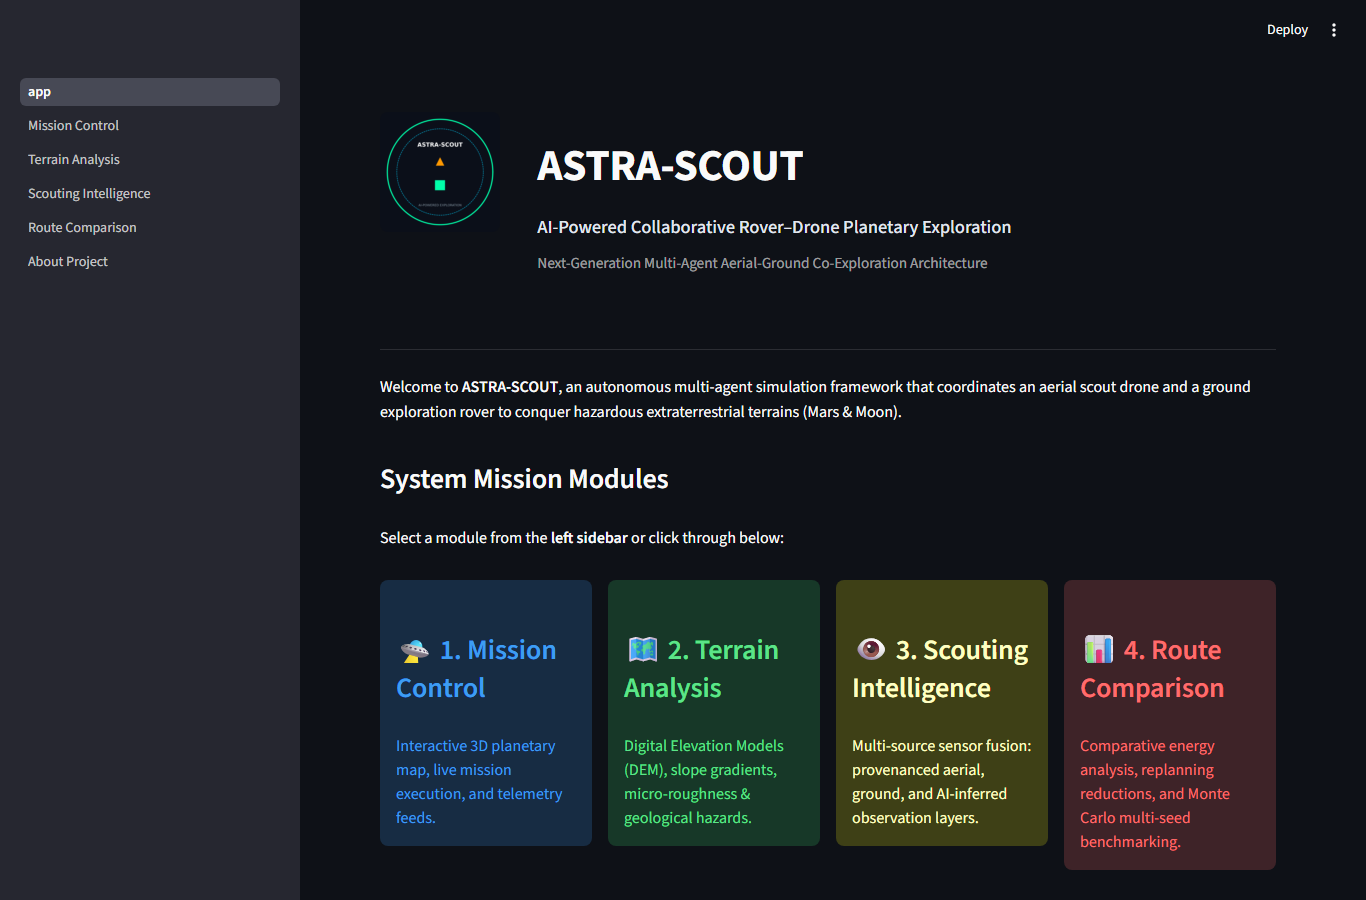 Deploy
app
Mission Control
Terrain Analysis
Scouting Intelligence
Route Comparison
About Project
ASTRA-SCOUT
AI-POWERED EXPLORATION
ASTRA-SCOUT
AI-Powered Collaborative Rover–Drone Planetary Exploration
Next-Generation Multi-Agent Aerial-Ground Co-Exploration Architecture
Welcome to ASTRA-SCOUT, an autonomous multi-agent simulation framework that coordinates an aerial scout drone and a ground
exploration rover to conquer hazardous extraterrestrial terrains (Mars & Moon).
System Mission Modules
Select a module from the left sidebar or click through below:
1. Mission
Control
Interactive 3D planetary
map, live mission
execution, and telemetry
feeds.
2. Terrain
Analysis
Digital Elevation Models
(DEM), slope gradients,
micro-roughness &
geological hazards.
3. Scouting
Intelligence
Multi-source sensor fusion:
provenanced aerial,
ground, and AI-inferred
observation layers.
4. Route
Comparison
Comparative energy
analysis, replanning
reductions, and Monte
Carlo multi-seed
benchmarking.